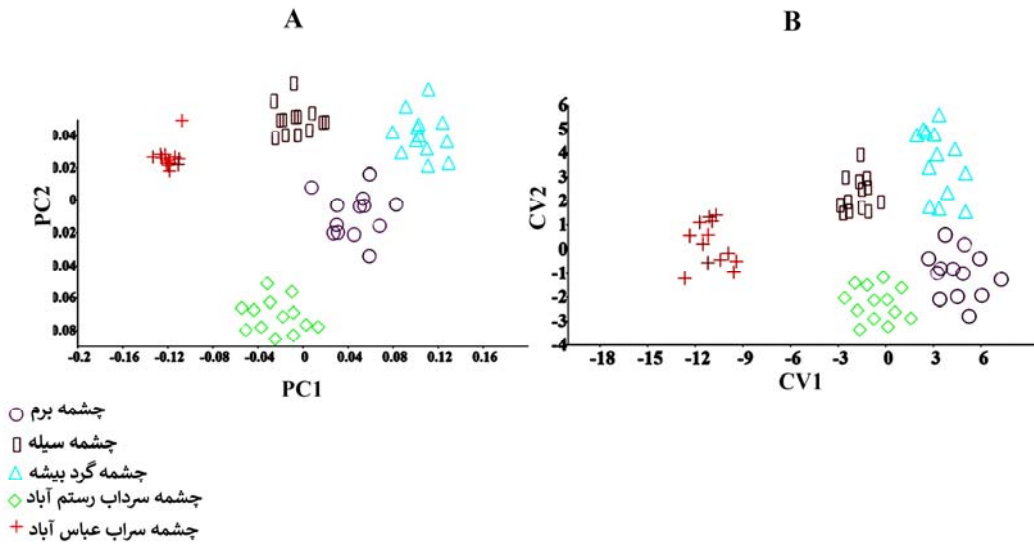 A
B
PC2
0.04
0.02
0
0.02
0.04
0.06
0.08
-0.2 -0.16 -0.12 -0.08 -0.04 0 0.04 0.08 0.12 0.16
PC1
CV2
6
5
4
3
2
1
0
-1
-2
-3
-4
-18 -15 -12 -9 -6 -3 0 3 6
CV1
چشمه برم
چشمه سیله
چشمه گرد بیشه
چشمه سرداب رستم آباد
چشمه سراب عباس آباد